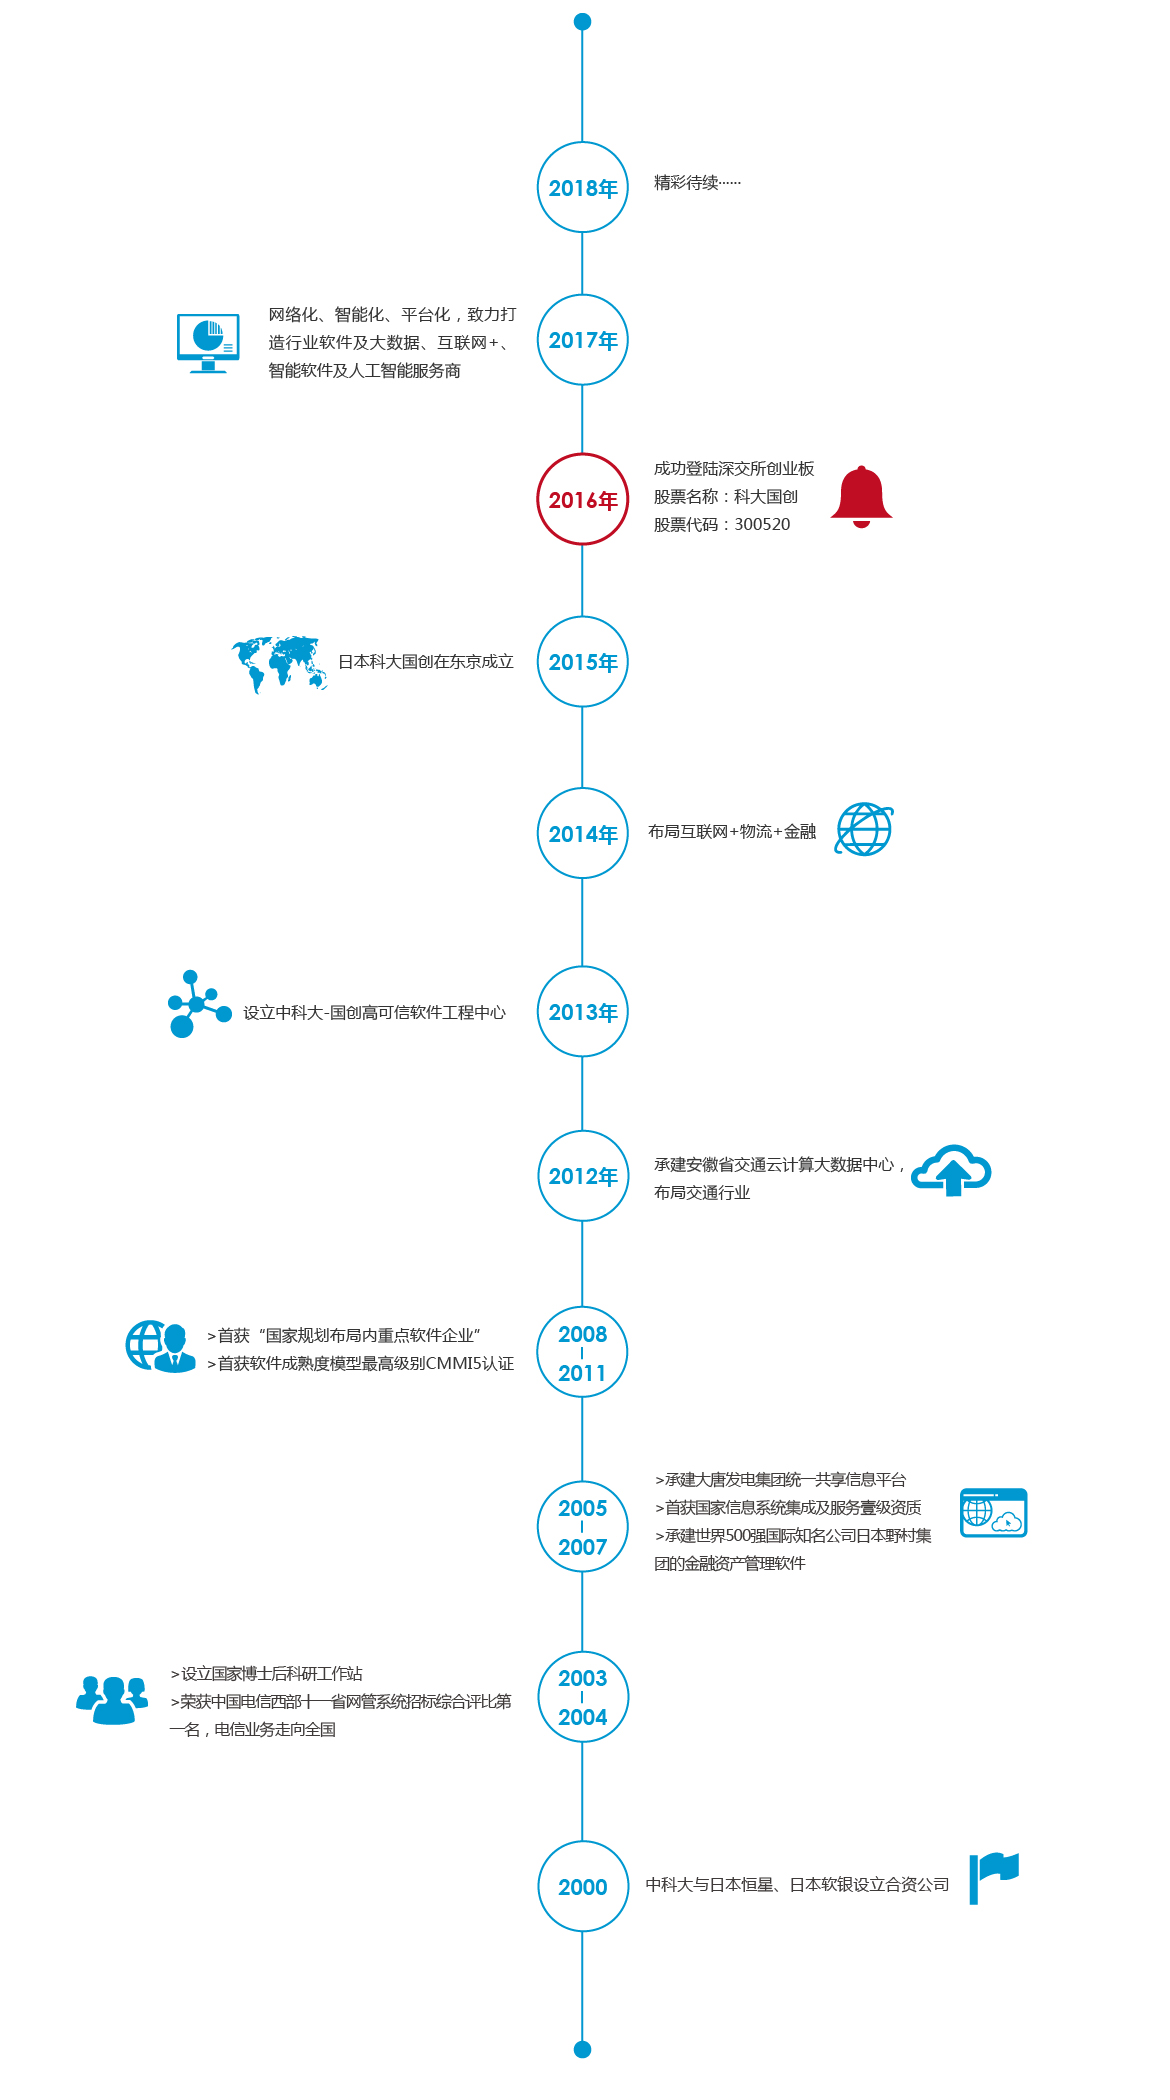 2018年
精彩待续······
2017年
网络化、智能化、平台化，致力打
造行业软件及大数据、互联网+、
智能软件及人工智能服务商
2016年
成功登陆深交所创业板
股票名称：科大国创
股票代码：300520
2015年
日本科大国创在东京成立
2014年
布局互联网+物流+金融
2013年
设立中科大-国创高可信软件工程中心
2012年
承建安徽省交通云计算大数据中心，
布局交通行业
2008
2011
>首获“国家规划布局内重点软件企业”
>首获软件成熟度模型最高级别CMMI5认证
2005
2007
>承建大唐发电集团统一共享信息平台
>首获国家信息系统集成及服务壹级资质
>承建世界500强国际知名公司日本野村集
团的金融资产管理软件
2003
2004
>设立国家博士后科研工作站
>荣获中国电信西部十一省网管系统招标综合评比第
一名，电信业务走向全国
2000
中科大与日本恒星、日本软银设立合资公司